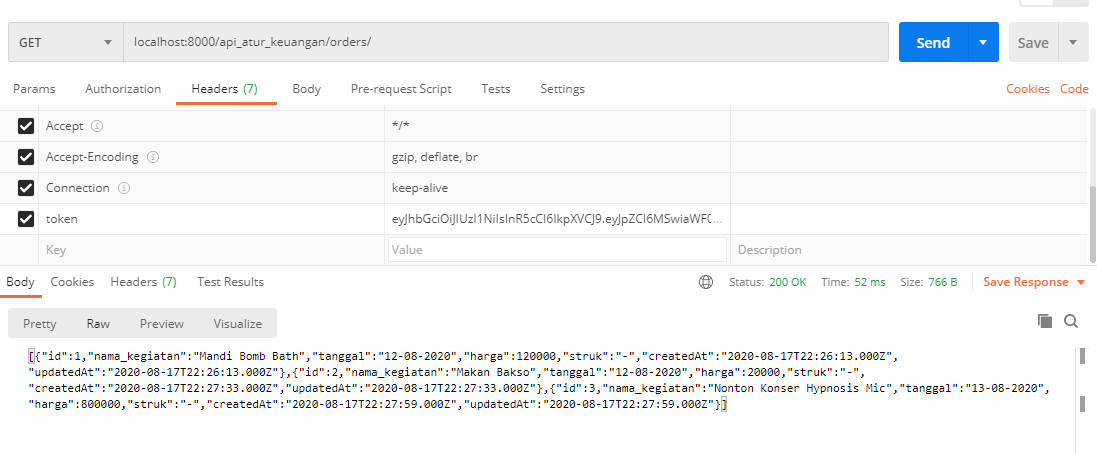 GET localhost:8000/api_atur_keuangan/orders/ Send Save
Params Authorization Headers (7) Body Pre-request Script Tests Settings Cookies Code
Accept */*
Accept-Encoding gzip, deflate, br
Connection keep-alive
token eyJhbGciOiJIUzI1NiIsInR5cCI6IkpXVCJ9.eyJpZCI6MSwiaWF0...
Key Value Description
Body Cookies Headers (7) Test Results Status: 200 OK Time: 52 ms Size: 766 B Save Response
Pretty Raw Preview Visualize
[{"id":1,"nama_kegiatan":"Mandi Bomb Bath","tanggal":"12-08-2020","harga":120000,"struk":"-","createdAt":"2020-08-17T22:26:13.000Z",
"updatedAt":"2020-08-17T22:26:13.000Z"},{"id":2,"nama_kegiatan":"Makan Bakso","tanggal":"12-08-2020","harga":20000,"struk":"-",
"createdAt":"2020-08-17T22:27:33.000Z","updatedAt":"2020-08-17T22:27:33.000Z"},{"id":3,"nama_kegiatan":"Nonton Konser Hypnosis Mic","tanggal":"13-08-2020",
"harga":800000,"struk":"-","createdAt":"2020-08-17T22:27:59.000Z","updatedAt":"2020-08-17T22:27:59.000Z"}]